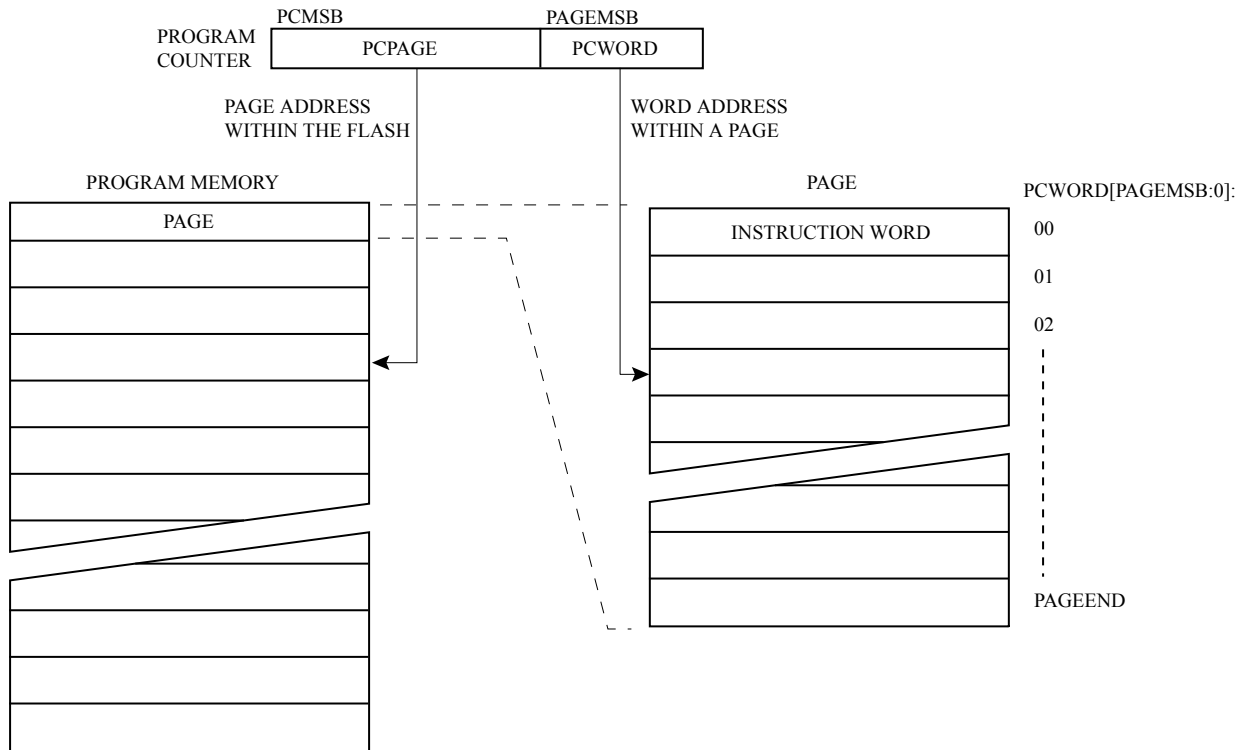 PCMSB PAGEMSB
PROGRAM
COUNTER
PCPAGE PCWORD
PAGE ADDRESS
WITHIN THE FLASH
WORD ADDRESS
WITHIN A PAGE
PROGRAM MEMORY
PAGE
PAGE
PCWORD[PAGEMSB:0]:
INSTRUCTION WORD
00
01
02
PAGEEND